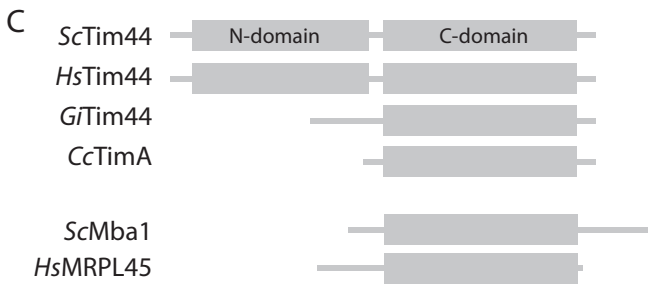 C
ScTim44 N-domain C-domain
HsTim44
GiTim44
CcTimA
ScMba1
HsMRPL45